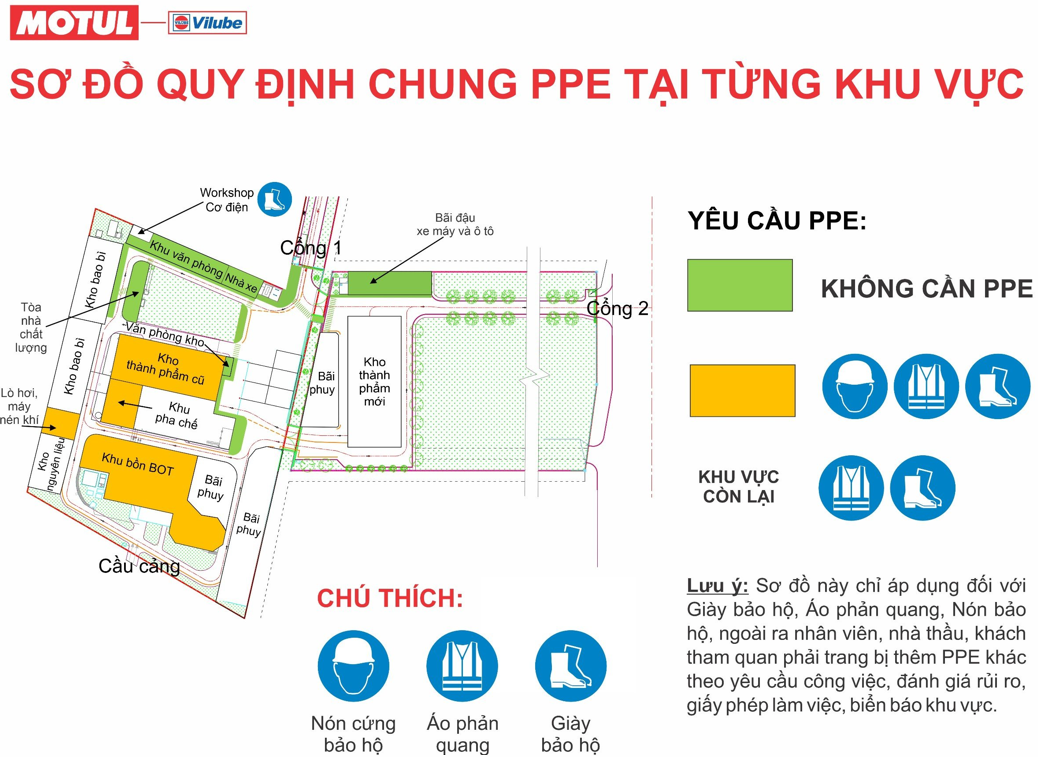 MOTUL
VILUBE Vilube
SƠ ĐỒ QUY ĐỊNH CHUNG PPE TẠI TỪNG KHU VỰC
Workshop
Cơ điện
Bãi đậu
xe máy và ô tô
Cổng 1
Cổng 2
Khu văn phòng
Nhà xe
Kho bao bì
Tòa
nhà
chất
lượng
Văn phòng kho
Kho
thành phẩm cũ
Kho bao bì
Khu
pha chế
Lò hơi,
máy
nén khí
Kho
nguyên liệu
Khu bồn BOT
Bãi
phuy
Bãi
phuy
Bãi
phuy
Kho
thành
phẩm
mới
Cầu cảng
YÊU CẦU PPE:
KHÔNG CẦN PPE
KHU VỰC
CÒN LẠI
CHÚ THÍCH:
Nón cứng
bảo hộ
Áo phản
quang
Giày
bảo hộ
Lưu ý: Sơ đồ này chỉ áp dụng đối với
Giày bảo hộ, Áo phản quang, Nón bảo
hộ, ngoài ra nhân viên, nhà thầu, khách
tham quan phải trang bị thêm PPE khác
theo yêu cầu công việc, đánh giá rủi ro,
giấy phép làm việc, biển báo khu vực.